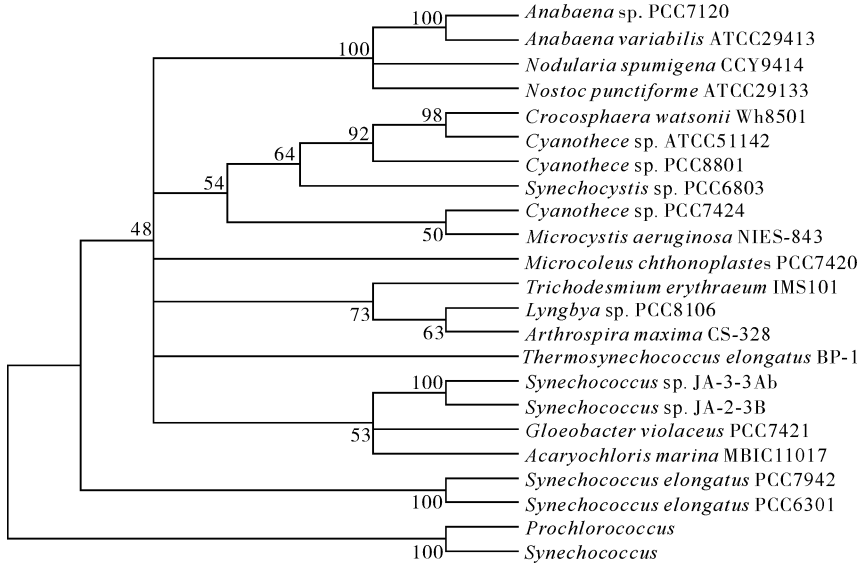 100
Anabaena sp. PCC7120
Anabaena variabilis ATCC29413
100
Nodularia spumigena CCY9414
Nostoc punctiforme ATCC29133
98
Crocosphaera watsonii Wh8501
92
Cyanothece sp. ATCC51142
64
Cyanothece sp. PCC8801
54
Synechocystis sp. PCC6803
Cyanothece sp. PCC7424
48
50
Microcystis aeruginosa NIES-843
Microcoleus chthonoplastes PCC7420
Trichodesmium erythraeum IMS101
73
Lyngbya sp. PCC8106
63
Arthrospira maxima CS-328
Thermosynechococcus elongatus BP-1
100
Synechococcus sp. JA-3-3Ab
Synechococcus sp. JA-2-3B
53
Gloeobacter violaceus PCC7421
Acaryochloris marina MBIC11017
Synechococcus elongatus PCC7942
100
Synechococcus elongatus PCC6301
Prochlorococcus
100
Synechococcus